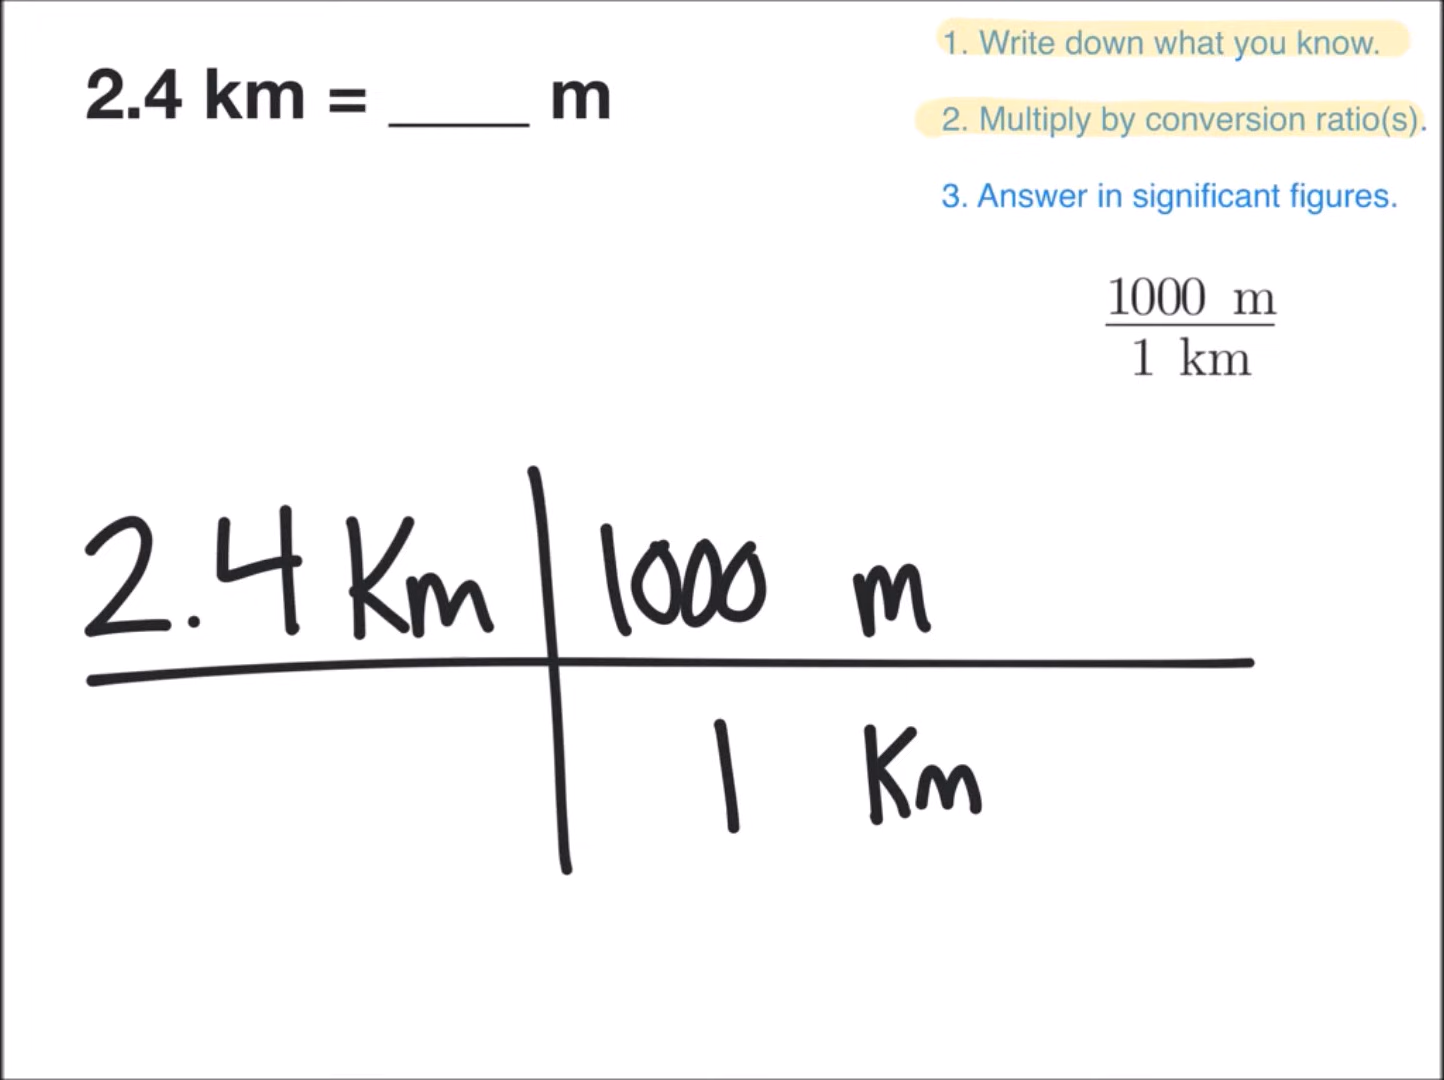 2.4 km = ____ m
1. Write down what you know.
2. Multiply by conversion ratio(s).
3. Answer in significant figures.
1000 m
1 km
2.4 Km 1000 m
1 Km